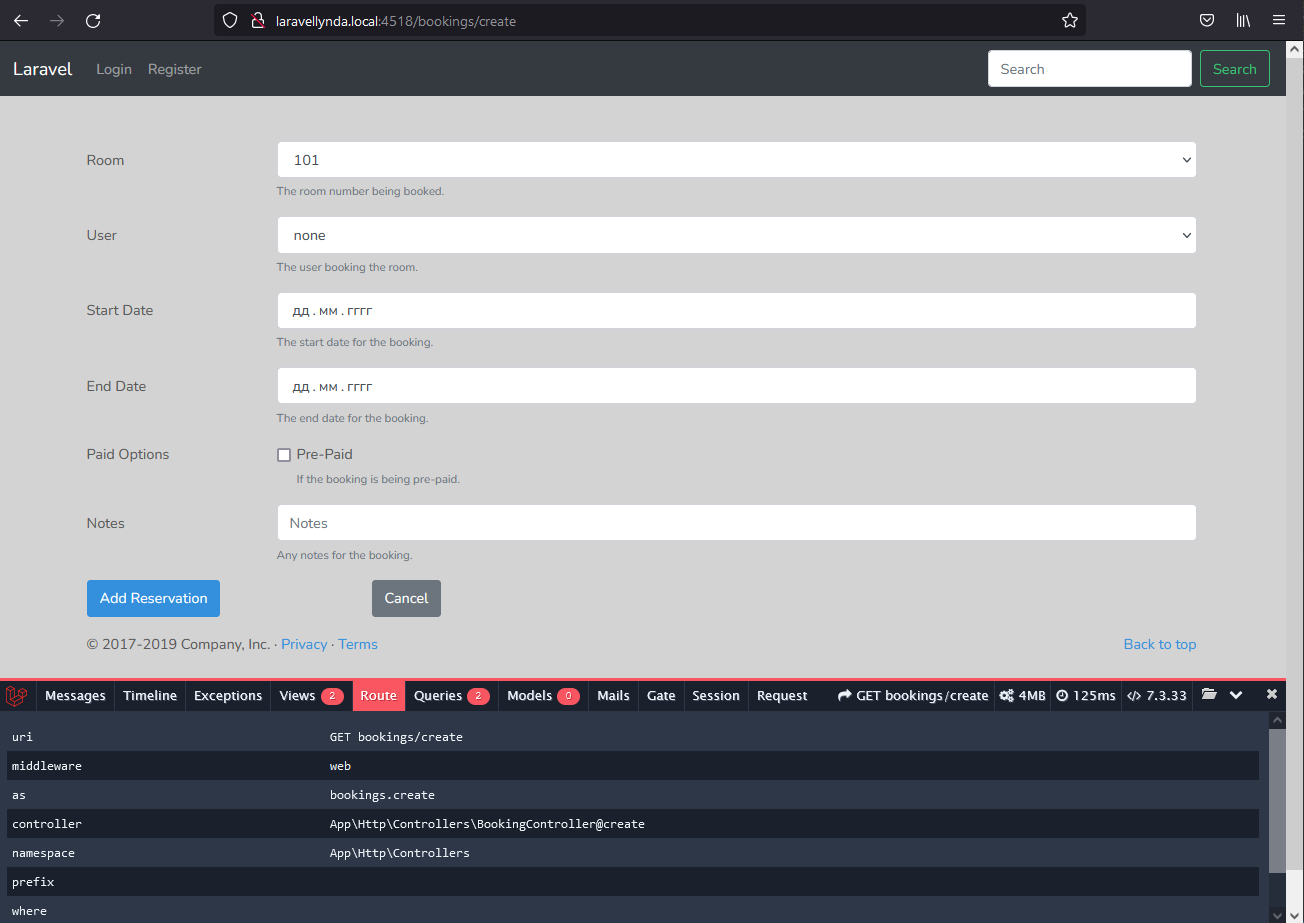 laravellynda.local:4518/bookings/create
Laravel Login Register Search Search
Room 101
The room number being booked.
User none
The user booking the room.
Start Date дд . мм . гггг
The start date for the booking.
End Date дд . мм . гггг
The end date for the booking.
Paid Options Pre-Paid
If the booking is being pre-paid.
Notes Notes
Any notes for the booking.
Add Reservation Cancel
© 2017-2019 Company, Inc. · Privacy · Terms Back to top
Messages Timeline Exceptions Views 2 Route Queries 2 Models 0 Mails Gate Session Request GET bookings/create 4MB 125ms 7.3.33
uri GET bookings/create
middleware web
as bookings.create
controller App\Http\Controllers\BookingController@create
namespace App\Http\Controllers
prefix
where